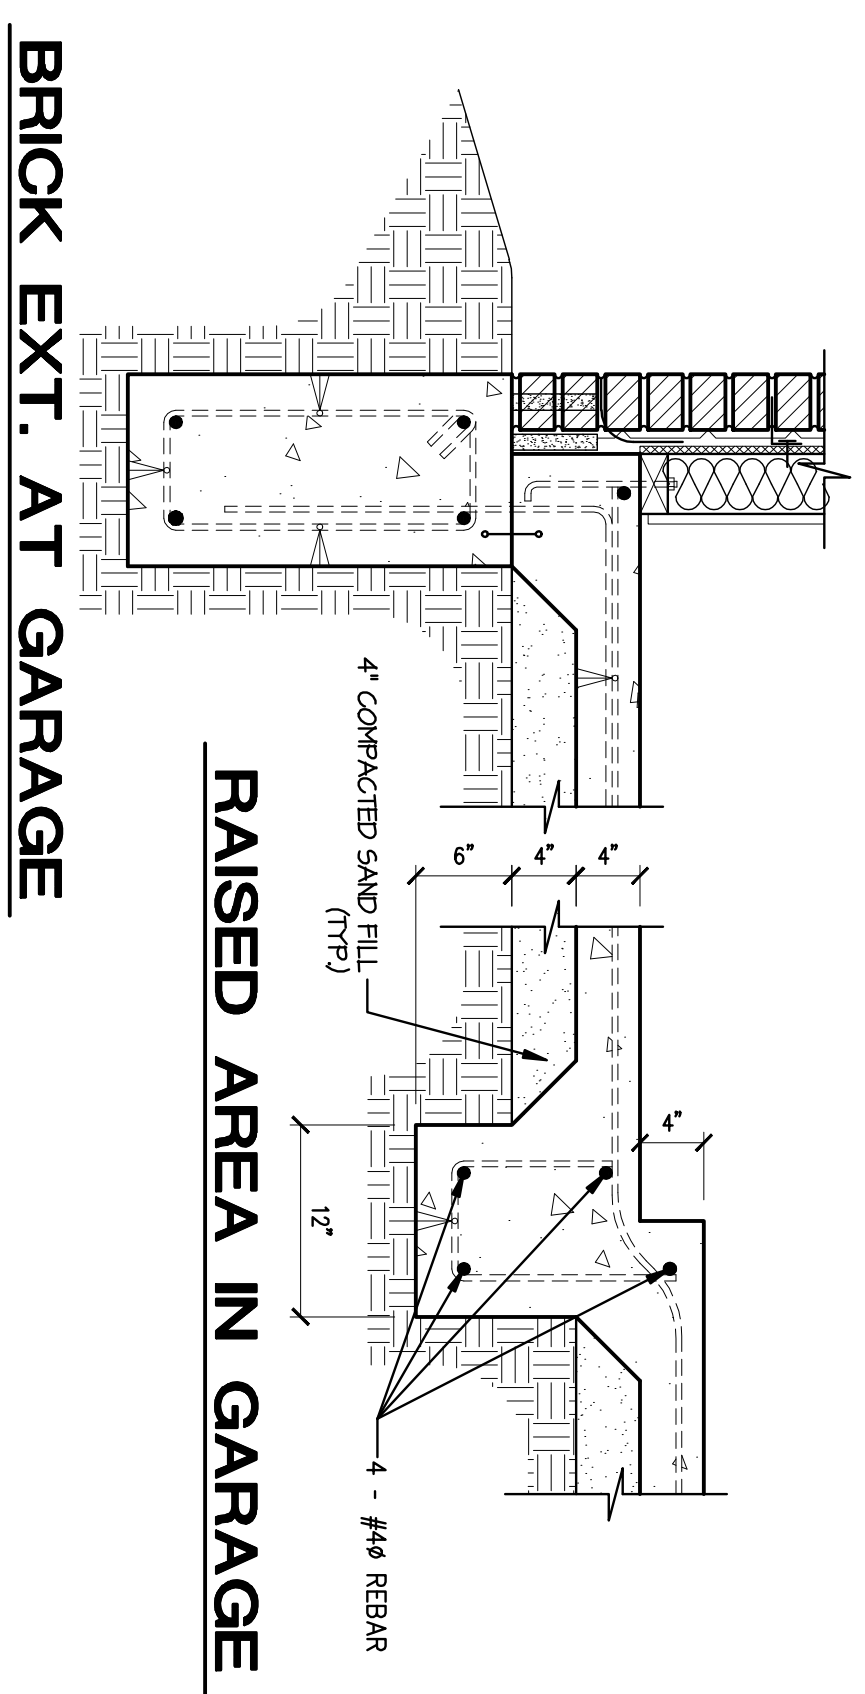 4"
6" 4" 4"
4" COMPACTED SAND FILL
(TYP.)
12"
4 - #4ø REBAR
RAISED AREA IN GARAGE
BRICK EXT. AT GARAGE